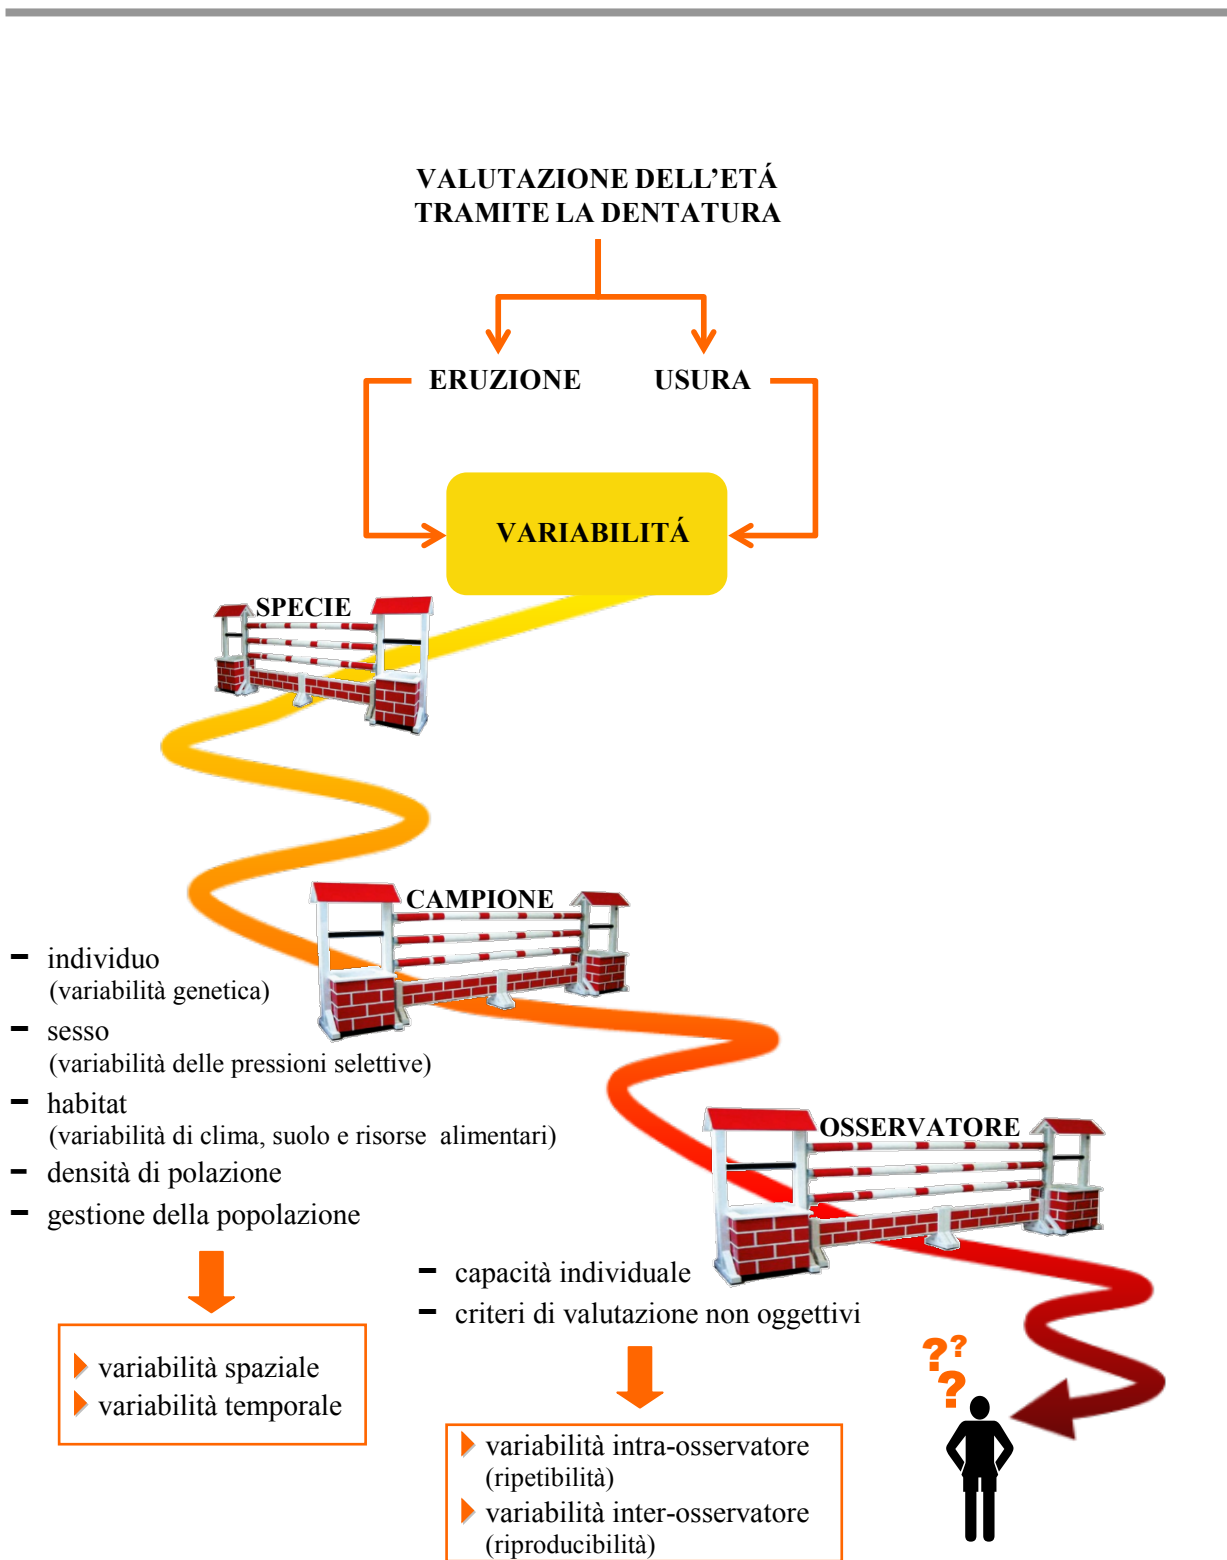 VALUTAZIONE DELL’ETÁ
TRAMITE LA DENTATURA
ERUZIONE
USURA
VARIABILITÁ
SPECIE
CAMPIONE
– individuo
(variabilità genetica)
– sesso
(variabilità delle pressioni selettive)
– habitat
(variabilità di clima, suolo e risorse alimentari)
– densità di polazione
– gestione della popolazione
variabilità spaziale
variabilità temporale
OSSERVATORE
– capacità individuale
– criteri di valutazione non oggettivi
variabilità intra-osservatore
(ripetibilità)
variabilità inter-osservatore
(riproducibilità)
? ?
?